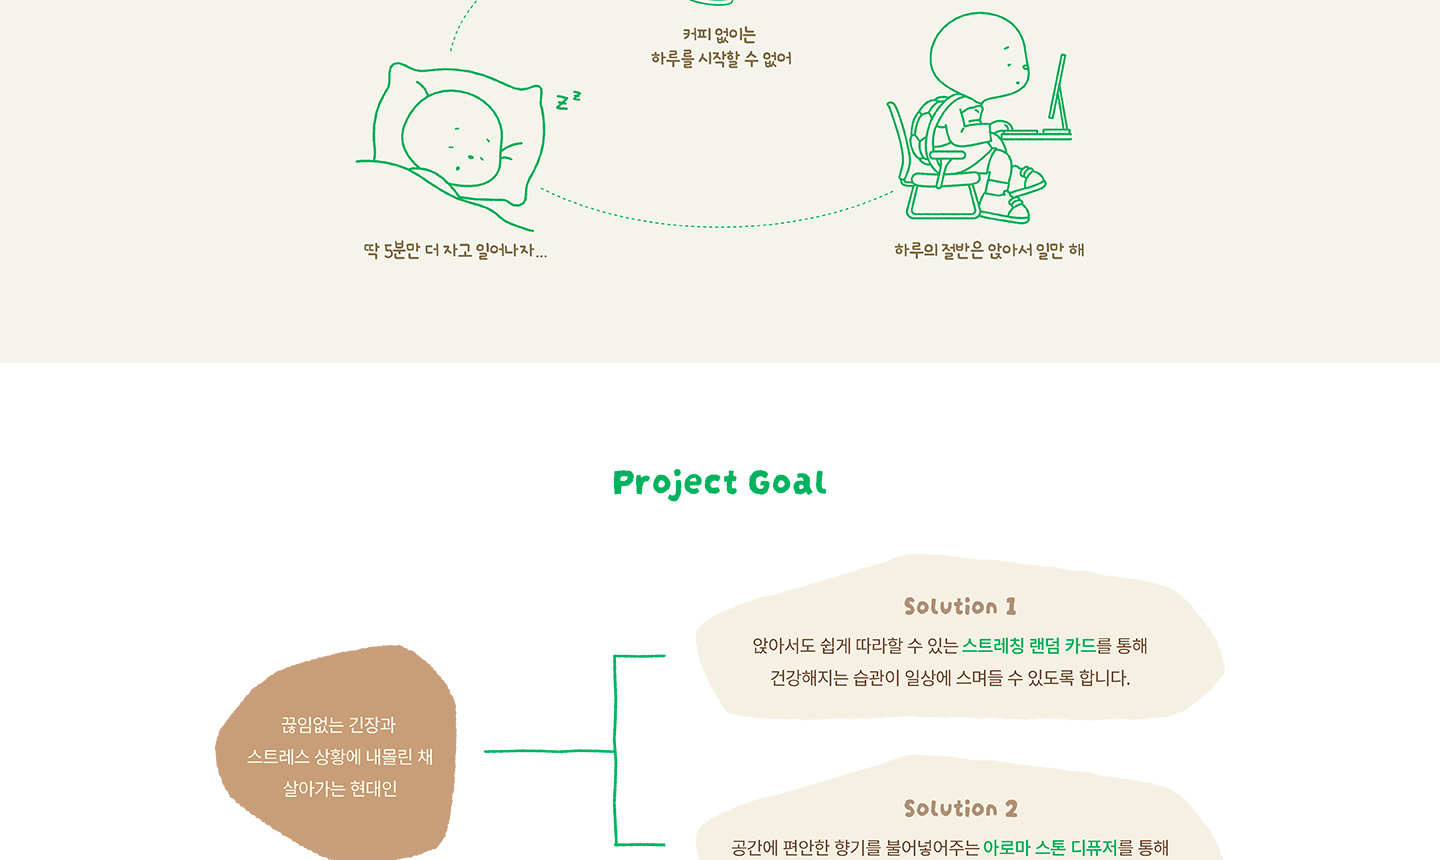 커피 없이는
하루를 시작할 수 없어
z z
딱 5분만 더 자고 일어나자...
하루의 절반은 앉아서 일만 해
Project Goal
끊임없는 긴장과
스트레스 상황에 내몰린 채
살아가는 현대인
Solution 1
앉아서도 쉽게 따라할 수 있는 스트레칭 랜덤 카드를 통해
건강해지는 습관이 일상에 스며들 수 있도록 합니다.
Solution 2
공간에 편안한 향기를 불어넣어주는 아로마 스톤 디퓨저를 통해